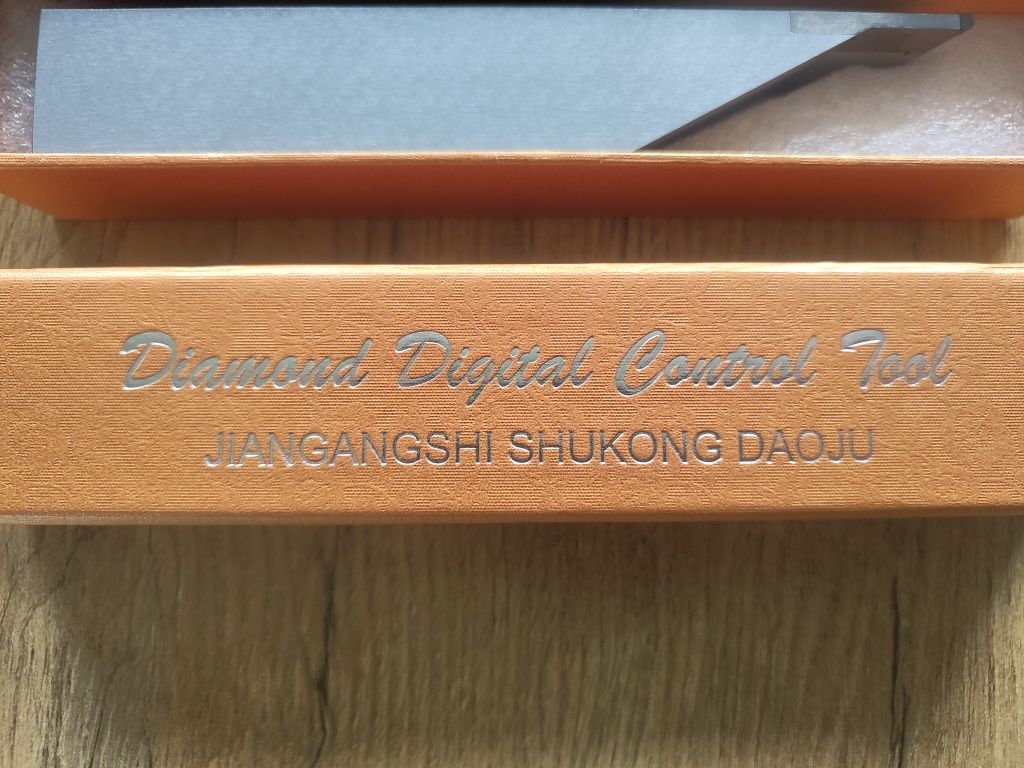 Diamond Digital Control Tool
JIANGANGSHI SHUKONG DAOJU